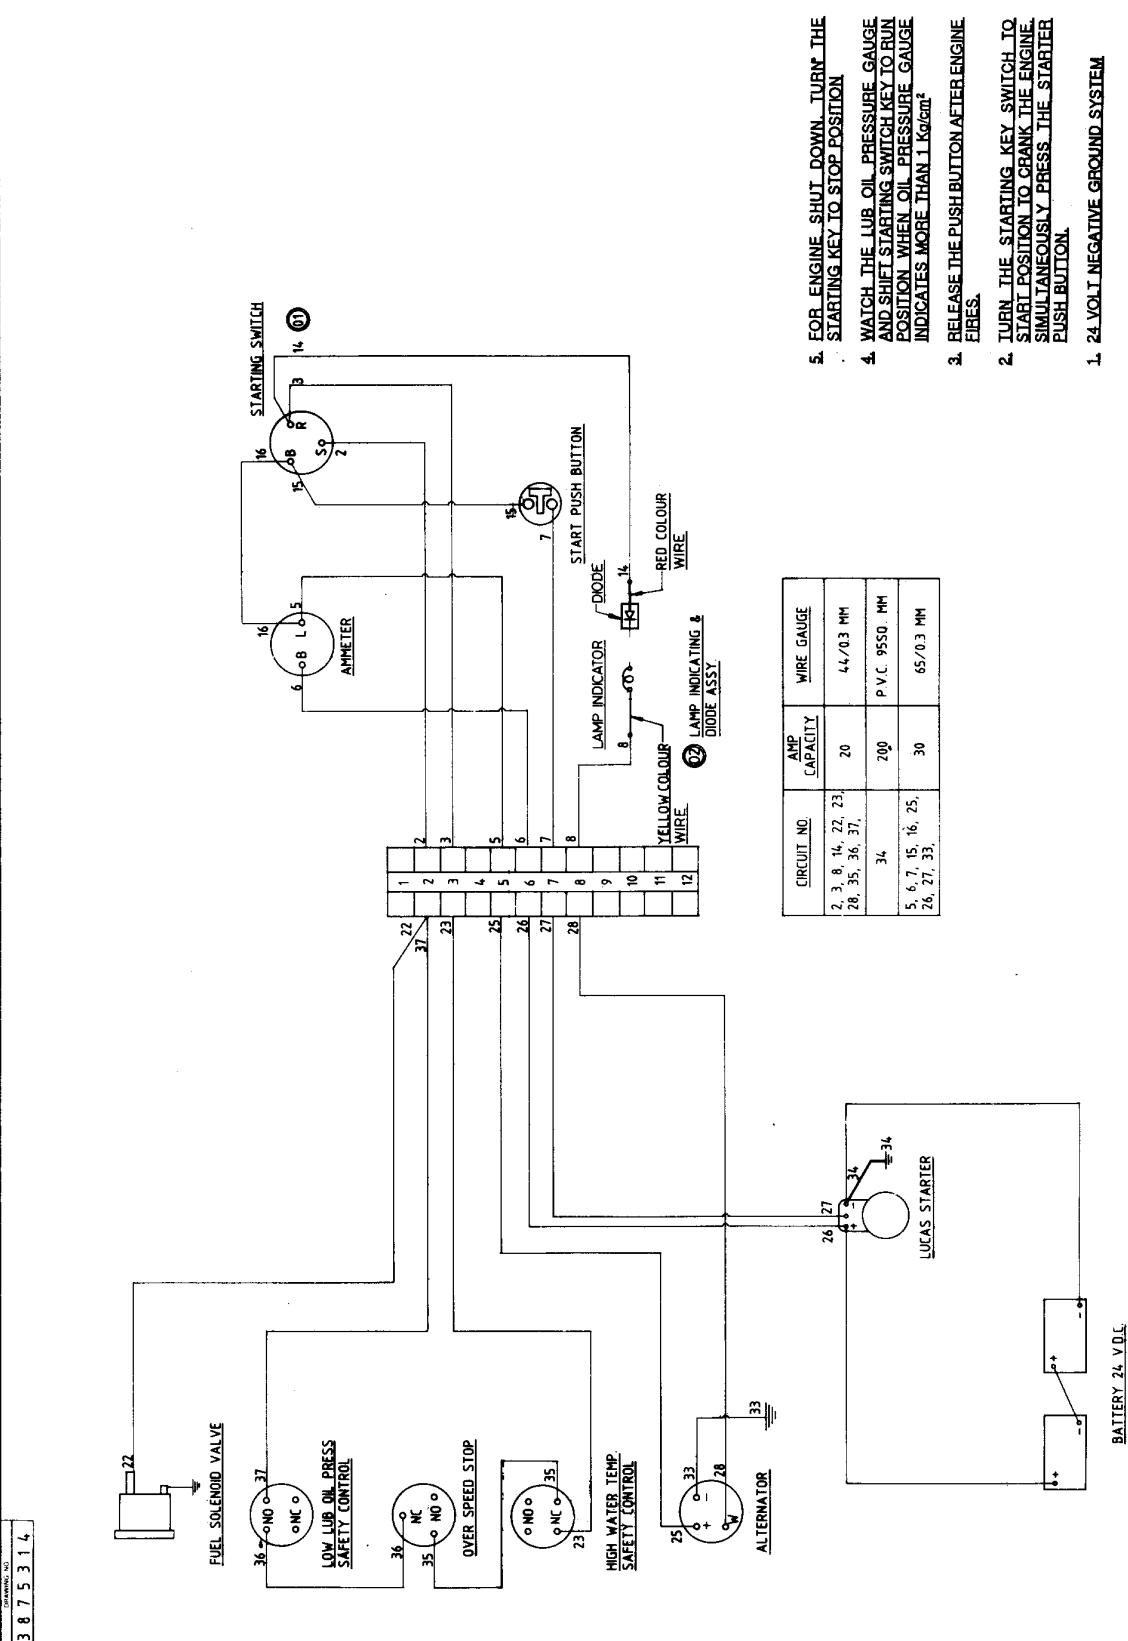 DRAWING NO
3 8 7 5 3 1 4
FUEL SOLENOID VALVE
22
LOW LUB OIL PRESS
SAFETY CONTROL
36
37
NO
NC
OVER SPEED STOP
36
35
NC
NO
HIGH WATER TEMP.
SAFETY CONTROL
23
35
NO
NC
ALTERNATOR
25
33
28
+
-
W
33
BATTERY 24 V.D.C.
+
-
+
-
LUCAS STARTER
26
27
34
34
+
-
22
37
23
25
26
27
28
1
2
3
4
5
6
7
8
9
10
11
12
2
3
5
6
7
8
AMMETER
6
B
L
5
16
STARTING SWITCH
01
16
15
B
R
S
2
3
14
START PUSH BUTTON
15
7
LAMP INDICATOR
8
DIODE
14
RED COLOUR
WIRE
YELLOW COLOUR
WIRE
02 LAMP INDICATING &
DIODE ASSY.
CIRCUIT NO.
AMP
CAPACITY
WIRE GAUGE
2, 3, 8, 14, 22, 23,
28, 35, 36, 37,
20
44/0.3 MM
34
200
P.V.C. 95SQ. MM
5, 6, 7, 15, 16, 25,
26, 27, 33,
30
65/0.3 MM
5. FOR ENGINE SHUT DOWN. TURN THE
STARTING KEY TO STOP POSITION
4. WATCH THE LUB OIL PRESSURE GAUGE
AND SHIFT STARTING SWITCH KEY TO RUN
POSITION WHEN OIL PRESSURE GAUGE
INDICATES MORE THAN 1 Kg/cm²
3. RELEASE THE PUSH BUTTON AFTER ENGINE
FIRES.
2. TURN THE STARTING KEY SWITCH TO
START POSITION TO CRANK THE ENGINE.
SIMULTANEOUSLY PRESS THE STARTER
PUSH BUTTON.
1. 24 VOLT NEGATIVE GROUND SYSTEM